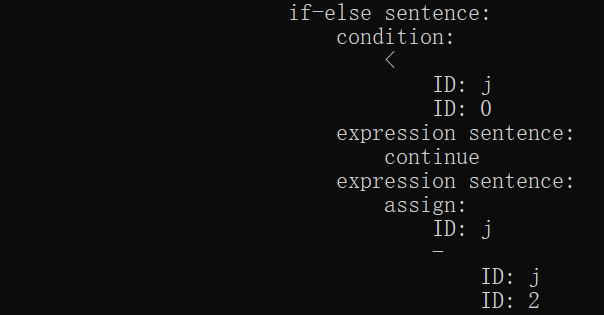 if-else sentence:
condition:
<
ID: j
ID: 0
expression sentence:
continue
expression sentence:
assign:
ID: j
-
ID: j
ID: 2